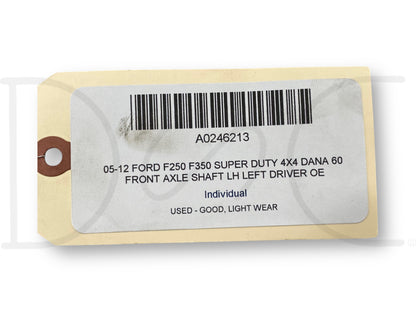 A0246213
05-12 FORD F250 F350 SUPER DUTY 4X4 DANA 60
FRONT AXLE SHAFT LH LEFT DRIVER OE
Individual
USED - GOOD, LIGHT WEAR